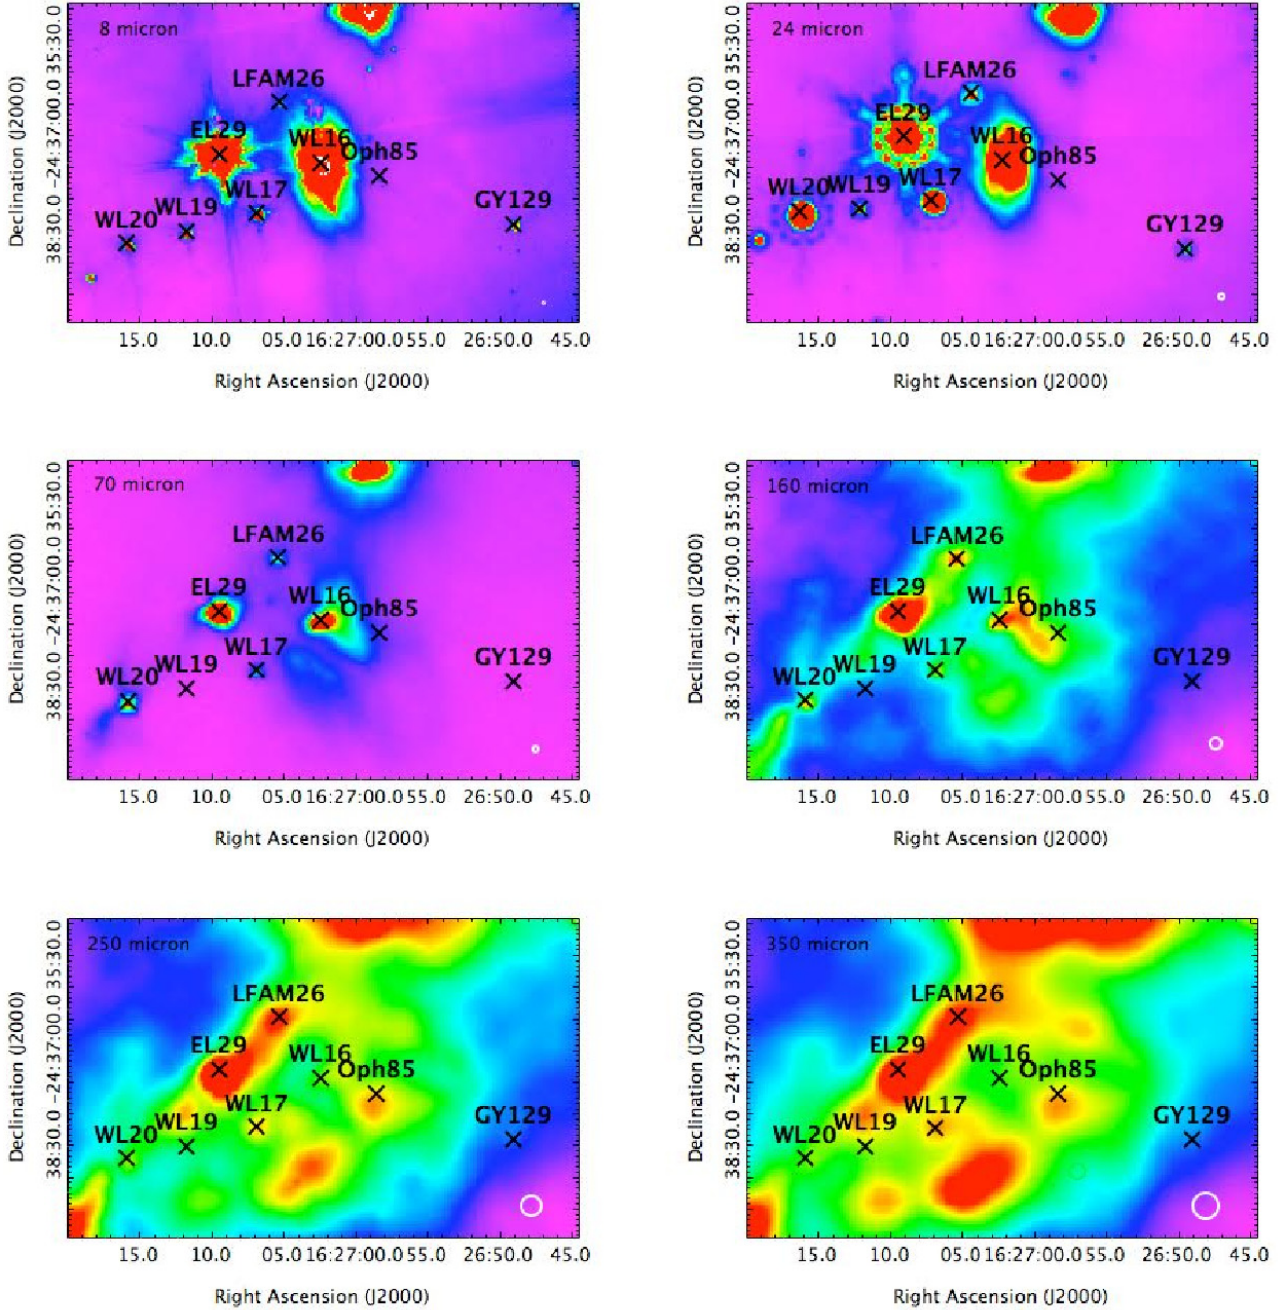 8 micron
LFAM26
EL29
WL16
Oph85
WL17
WL19
WL20
GY129
Declination (J2000)
35:30.0
37:00.0
-24:
38:30.0
15.0 10.0 05.0 16:27:00.0 55.0 26:50.0 45.0
Right Ascension (J2000)
24 micron
LFAM26
EL29
WL16
Oph85
WL20
WL19
WL17
GY129
Declination (J2000)
35:30.0
37:00.0
-24:
38:30.0
15.0 10.0 05.0 16:27:00.0 55.0 26:50.0 45.0
Right Ascension (J2000)
70 micron
LFAM26
EL29
WL16
Oph85
WL17
WL19
WL20
GY129
Declination (J2000)
35:30.0
37:00.0
-24:
38:30.0
15.0 10.0 05.0 16:27:00.0 55.0 26:50.0 45.0
Right Ascension (J2000)
160 micron
LFAM26
EL29
WL16
Oph85
WL17
WL19
WL20
GY129
Declination (J2000)
35:30.0
37:00.0
-24:
38:30.0
15.0 10.0 05.0 16:27:00.0 55.0 26:50.0 45.0
Right Ascension (J2000)
250 micron
LFAM26
EL29
WL16
Oph85
WL17
WL19
WL20
GY129
Declination (J2000)
35:30.0
37:00.0
-24:
38:30.0
15.0 10.0 05.0 16:27:00.0 55.0 26:50.0 45.0
Right Ascension (J2000)
350 micron
LFAM26
EL29
WL16
Oph85
WL17
WL19
WL20
GY129
Declination (J2000)
35:30.0
37:00.0
-24:
38:30.0
15.0 10.0 05.0 16:27:00.0 55.0 26:50.0 45.0
Right Ascension (J2000)